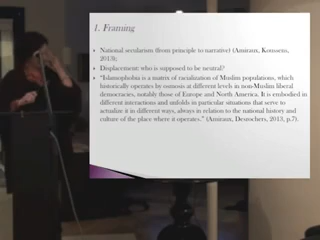 1. Framing
National secularism (from principle to narrative) (Amiraux, Koussens,
2013);
Displacement: who is supposed to be neutral?
"Islamophobia is a matrix of racialization of Muslim populations, which
historically operates by osmosis at different levels in non-Muslim liberal
democracies, notably those of Europe and North America. It is embodied in
different interactions and unfolds in particular situations that serve to
actualize it in different ways, always in relation to the national history and
culture of the place where it operates." (Amiraux, Desrochers, 2013, p.7).